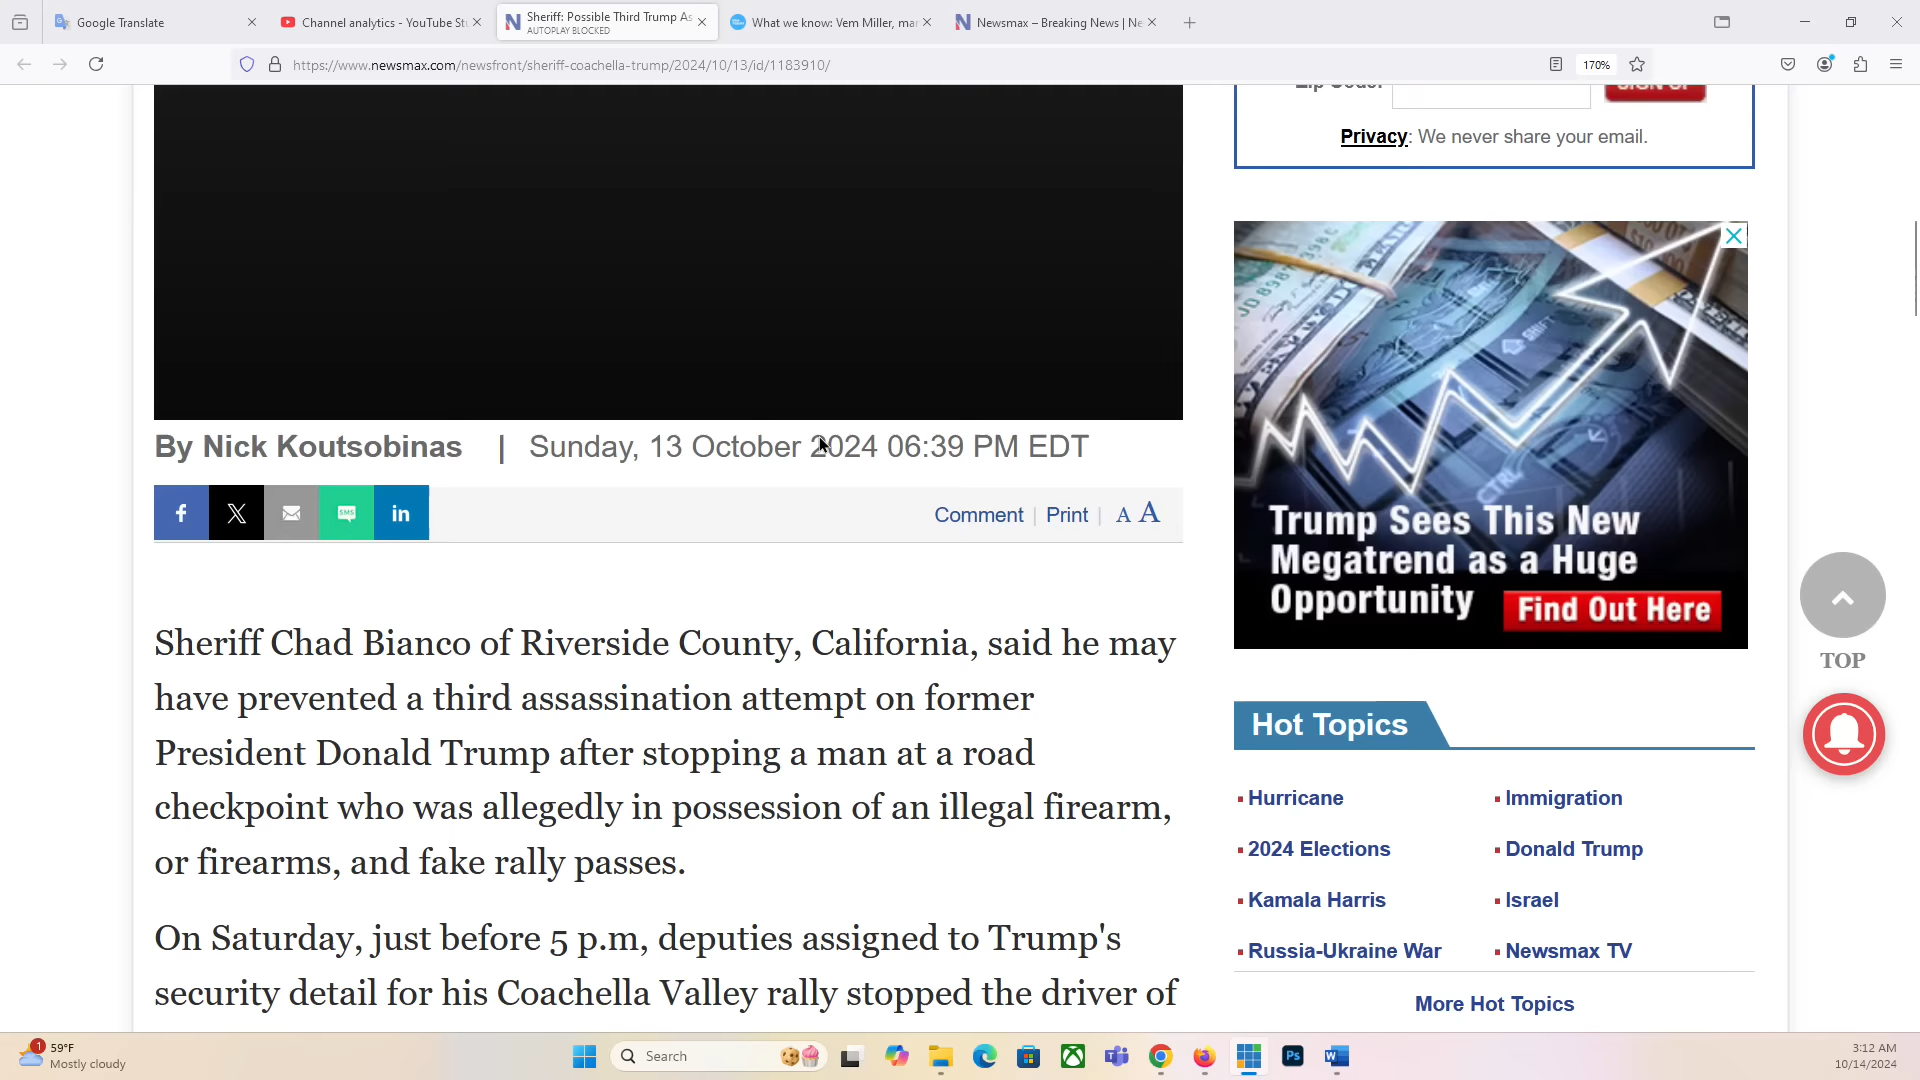 Google Translate
Channel analytics - YouTube St
Sheriff: Possible Third Trump As
AUTOPLAY BLOCKED
What we know: Vem Miller, ma
Newsmax – Breaking News | Ne
https://www.newsmax.com/newsfront/sheriff-coachella-trump/2024/10/13/id/1183910/
170%
Zip Code:
SIGN UP
Privacy: We never share your email.
By Nick Koutsobinas | Sunday, 13 October 2024 06:39 PM EDT
SMS
in
Comment | Print | A A
Trump Sees This New
Megatrend as a Huge
Opportunity
Find Out Here
Sheriff Chad Bianco of Riverside County, California, said he may
have prevented a third assassination attempt on former
President Donald Trump after stopping a man at a road
checkpoint who was allegedly in possession of an illegal firearm,
or firearms, and fake rally passes.
On Saturday, just before 5 p.m, deputies assigned to Trump's
security detail for his Coachella Valley rally stopped the driver of
TOP
Hot Topics
Hurricane
Immigration
2024 Elections
Donald Trump
Kamala Harris
Israel
Russia-Ukraine War
Newsmax TV
More Hot Topics
1
59°F
Mostly cloudy
Search
Ps
3:12 AM
10/14/2024